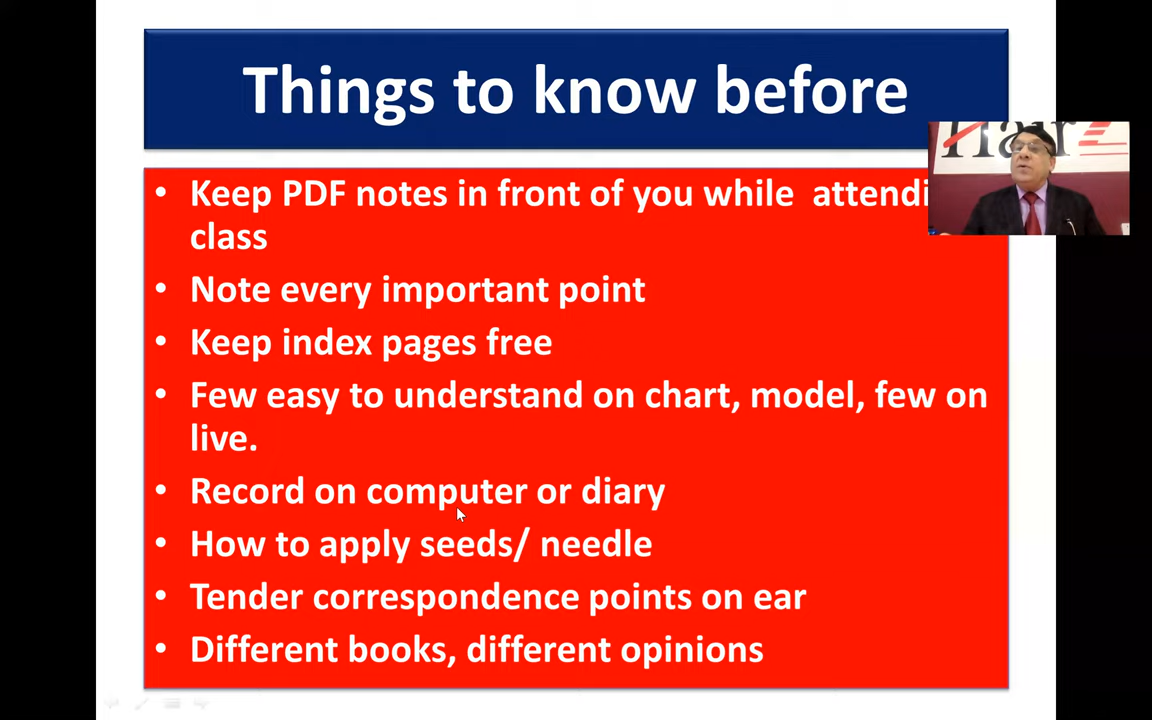 Things to know before
• Keep PDF notes in front of you while attendi
class
• Note every important point
• Keep index pages free
• Few easy to understand on chart, model, few on
live.
• Record on computer or diary
• How to apply seeds/ needle
• Tender correspondence points on ear
• Different books, different opinions